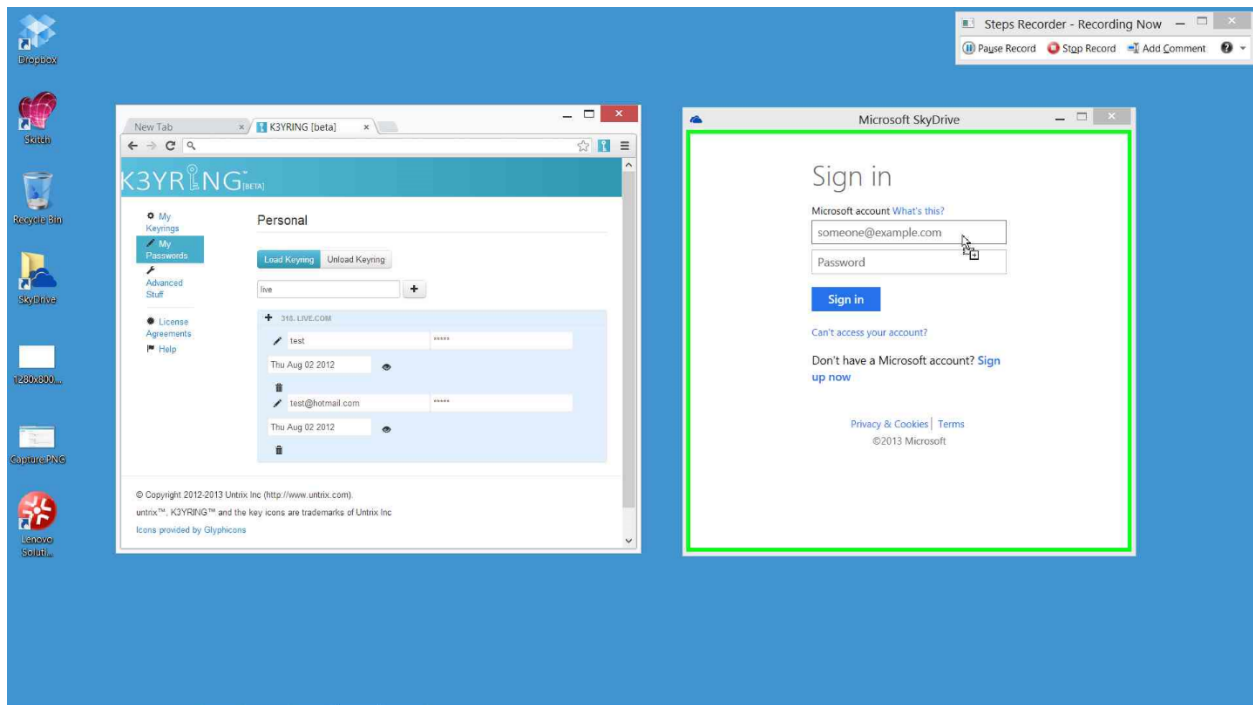 Dropbox
Skitch
Recycle Bin
SkyDrive
1280x800....
Capture.PNG
Lenovo
Soluti...
Steps Recorder - Recording Now
Pause Record Stop Record Add Comment
New Tab
K3YRING [beta]
K3YRING™ [BETA]
My
Keyrings
My
Passwords
Advanced
Stuff
License
Agreements
Help
Personal
Load Keyring Unload Keyring
live
+
318. LIVE.COM
test *****
Thu Aug 02 2012
test@hotmail.com *****
Thu Aug 02 2012
© Copyright 2012-2013 Untrix Inc (http://www.untrix.com).
untrix™, K3YRING™ and the key icons are trademarks of Untrix Inc
Icons provided by Glyphicons
Microsoft SkyDrive
Sign in
Microsoft account What's this?
someone@example.com
Password
Sign in
Can't access your account?
Don't have a Microsoft account? Sign
up now
Privacy & Cookies | Terms
©2013 Microsoft